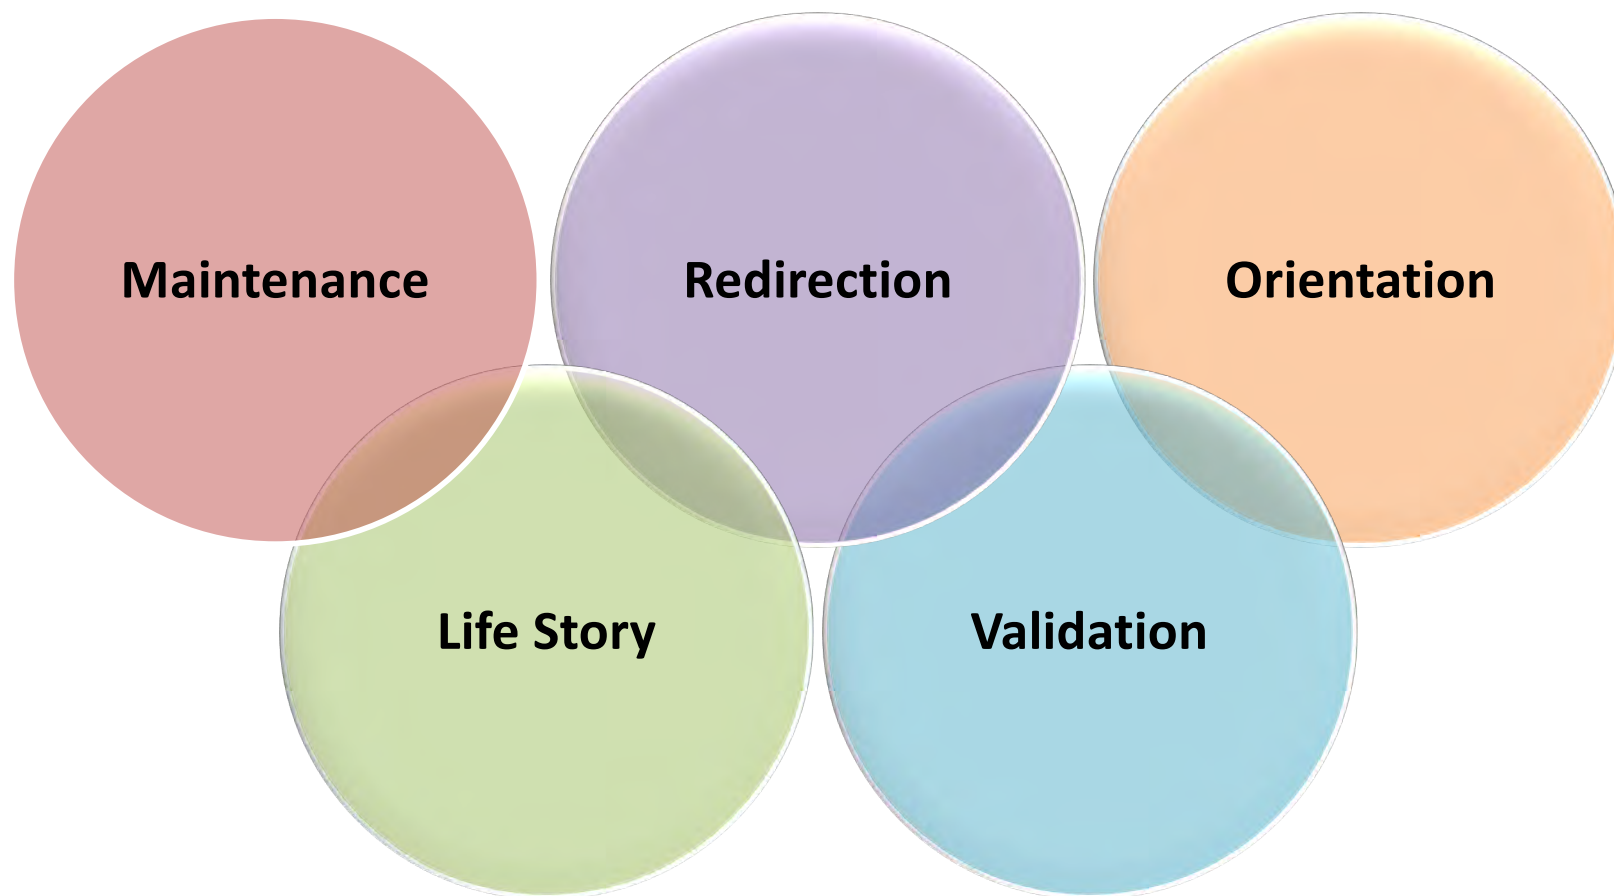 Maintenance
Redirection
Orientation
Life Story
Validation